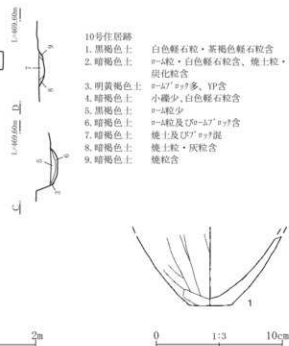 10号住居跡
1. 黒褐色土 白色軽石粒・茶褐色軽石粒含
2. 暗褐色土 ローム粒・白色軽石粒含、焼土粒・
炭化粒含
3. 明黄褐色土 ロームブロック多、YP含
4. 暗褐色土 小礫少、白色軽石粒含
5. 黒褐色土 ローム粒少
6. 暗褐色土 ローム粒及びロームブロック含
7. 暗褐色土 焼土及びブロック混
8. 暗褐色土 焼土粒・灰粒含
9. 暗褐色土 焼粒含
L=469.60m
D
L=469.60m
C
7
9
5
9
3
1
2m
0 1:3 10cm